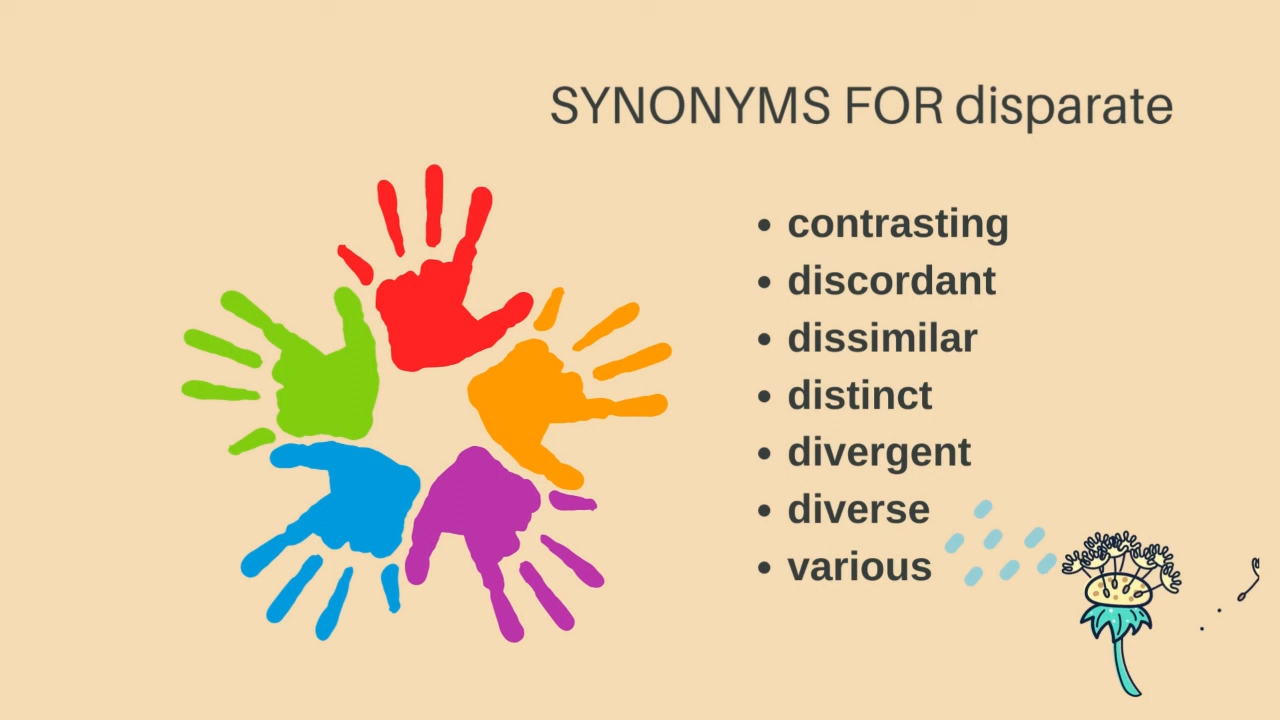 SYNONYMS FOR disparate
• contrasting
• discordant
• dissimilar
• distinct
• divergent
• diverse
• various